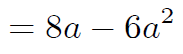 = 8a - 6a²